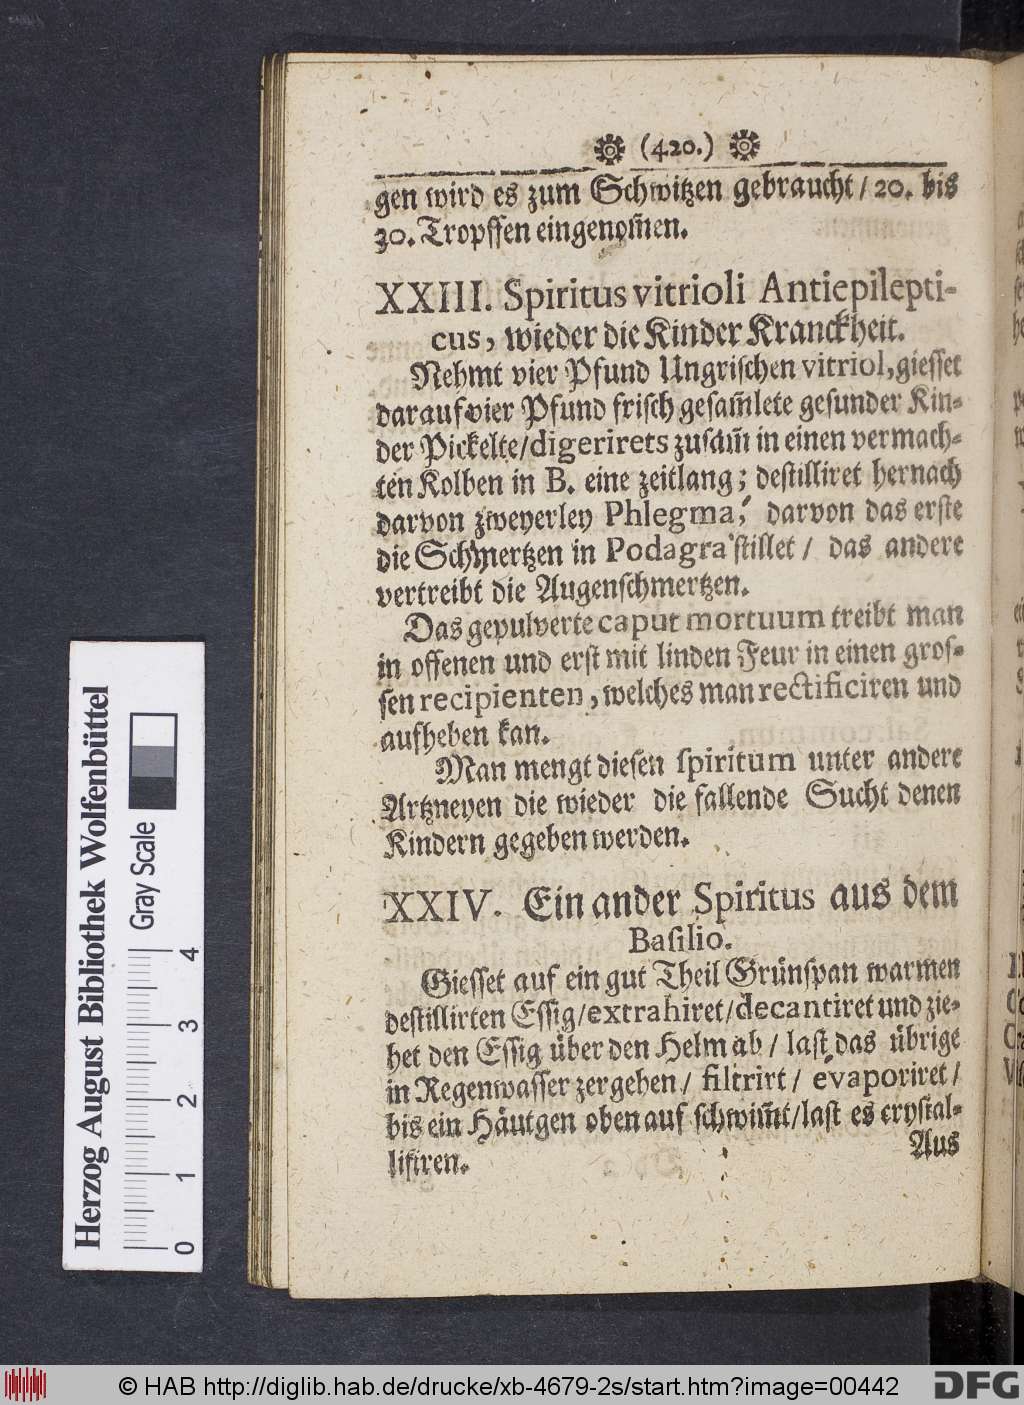 (420.)
gen wird es zum Schwitzen gebraucht / 20. bis
30. Tropffen eingenom̃en.
XXIII. Spiritus vitrioli Antiepilepti-
cus, wieder die Kinder Kranckheit.
Nehmt vier Pfund Ungrischen vitriol, giesset
darauf vier Pfund frisch gesam̃lete gesunder Kin-
der Pickelte/digerirets zusam̃ in einen vermach-
ten Kolben in B. eine zeitlang; destilliret hernach
darvon zweyerley Phlegma, darvon das erste
die Schmertzen in Podagra stillet / das andere
vertreibt die Augenschmertzen.
Das gepulverte caput mortuum treibt man
in offenen und erst mit linden Feur in einen gros-
sen recipienten, welches man rectificiren und
aufheben kan.
Man mengt diesen spiritum unter andere
Artzneyen die wieder die fallende Sucht denen
Kindern gegeben werden.
XXIV. Ein ander Spiritus aus dem
Basilio.
Giesset auf ein gut Theil Grünspan warmen
destillirten Essig/extrahiret/decantiret und zie-
het den Essig über den Helm ab / last das übrige
in Regenwasser zergehen / filtrirt / evaporiret /
bis ein Häutgen oben auf schwim̃t/last es crystal-
lisiren.
Aus
Herzog August Bibliothek Wolfenbüttel
Gray Scale
0 1 2 3 4
© HAB http://diglib.hab.de/drucke/xb-4679-2s/start.htm?image=00442
DFG